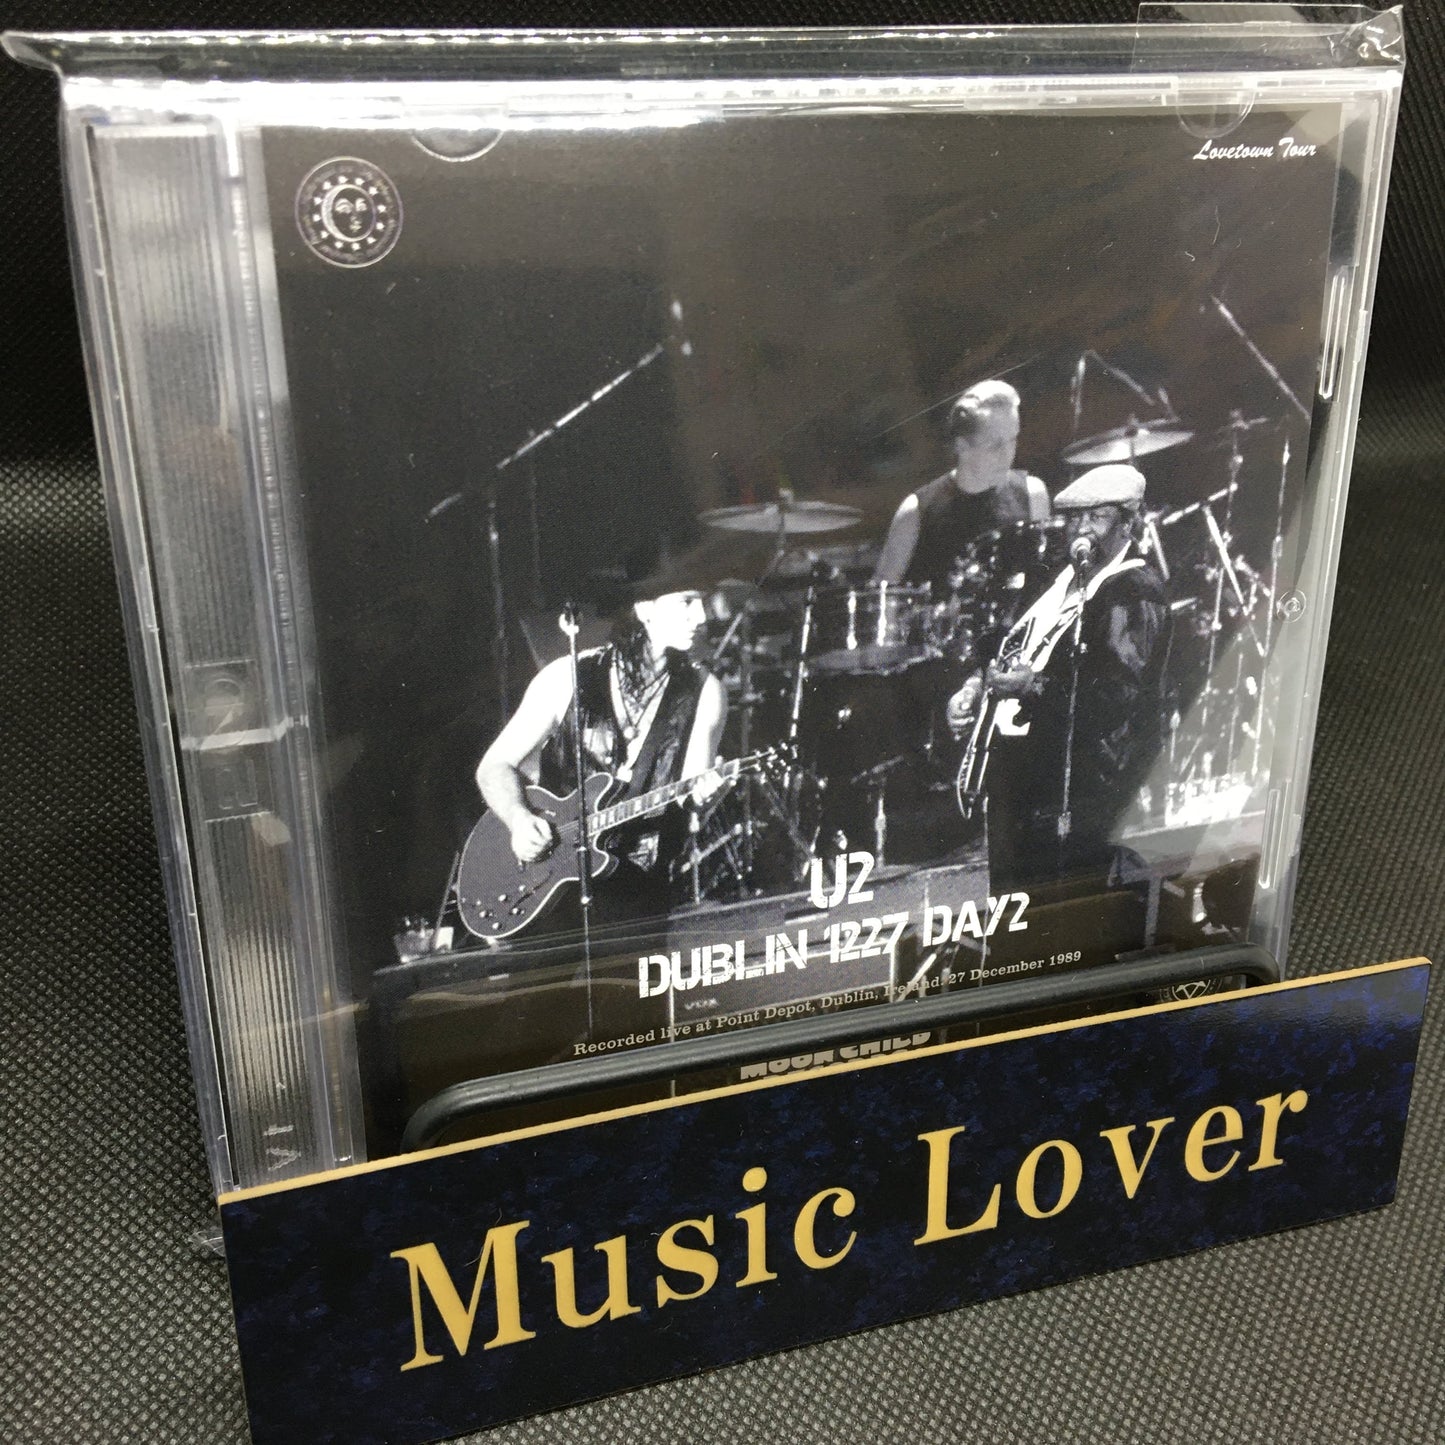 Lovetown Tour
U2
DUBLIN 1227 DAY2
Recorded live at Point Depot, Dublin, Ireland. 27 December 1989
MOON CHILD
Music Lover